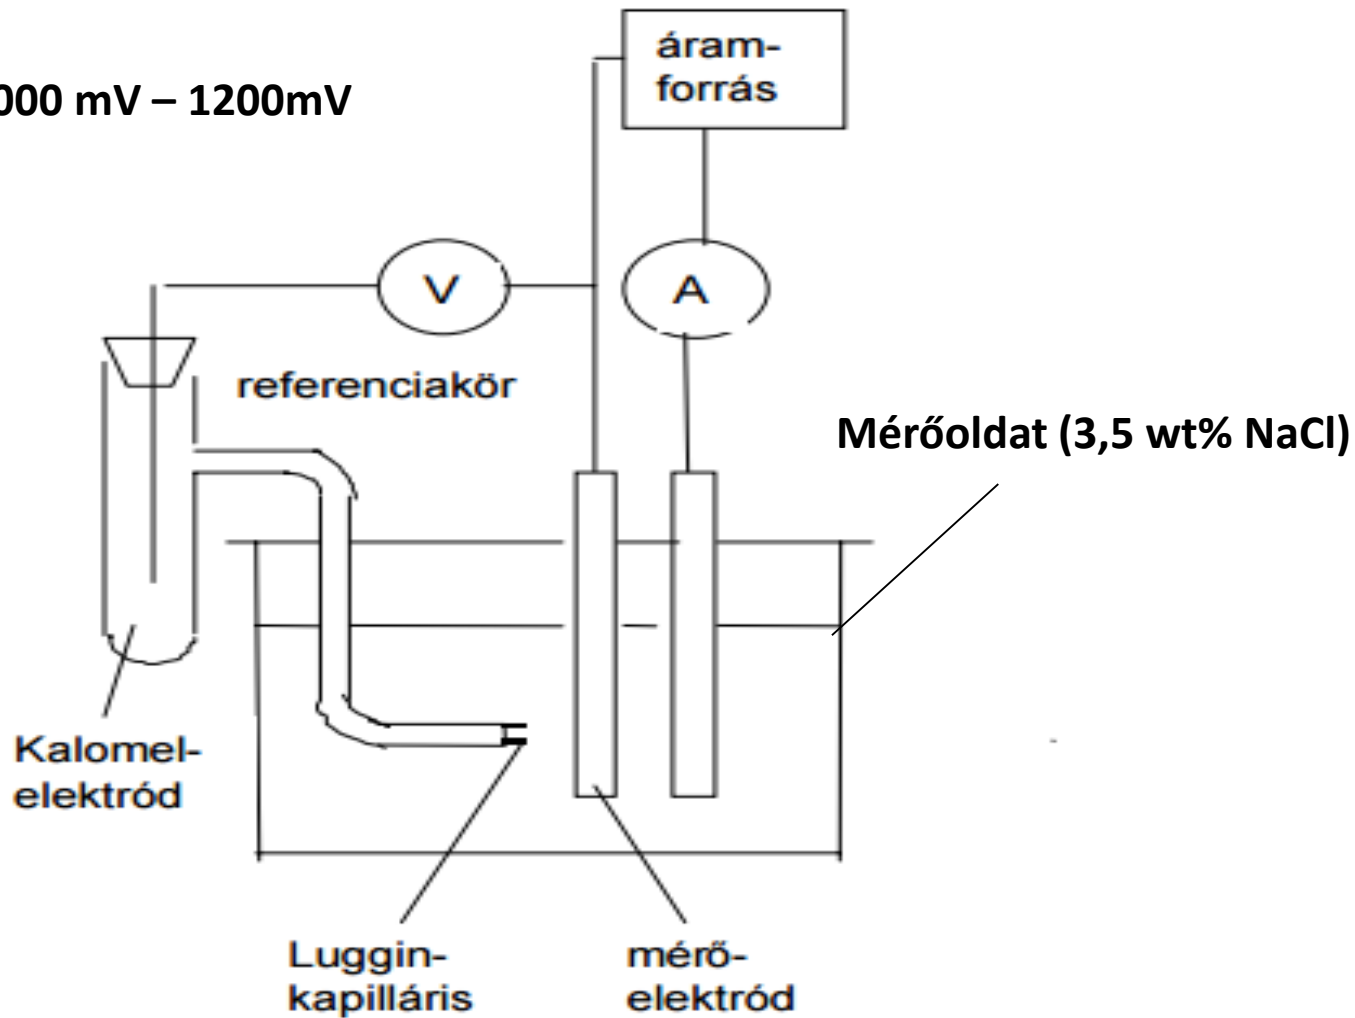 áram-
forrás
000 mV – 1200mV
V
A
referenciakör
Mérőoldat (3,5 wt% NaCl)
Kalomel-
elektród
Luggin-
kapilláris
mérő-
elektród